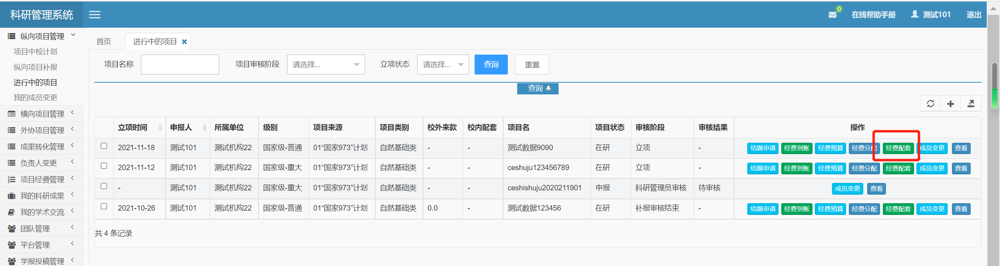 科研管理系统
0
在线帮助手册
测试101
退出
纵向项目管理
项目中检计划
纵向项目补报
进行中的项目
我的成员变更
横向项目管理
外协项目管理
成果转化管理
负责人变更
项目经费管理
我的科研成果
我的学术交流
团队管理
平台管理
学报投稿管理
首页
进行中的项目
项目名称
项目审核阶段 请选择...
立项状态 请选择...
查询
重置
查询
立项时间 申报人 所属单位 级别 项目来源 项目类别 校外来款 校内配套 项目名 项目状态 审核阶段 审核结果 操作
2021-11-18 测试101 测试机构22 国家级-普通 01“国家973”计划 自然基础类 - - 测试数据9090 在研 立项 - 结题申请 经费到账 经费预算 经费分配 经费配套 成员变更 查看
2021-11-12 测试101 测试机构22 国家级-重大 01“国家973”计划 自然基础类 - - ceshuju123456789 在研 立项 - 结题申请 经费到账 经费预算 经费分配 经费配套 成员变更 查看
- 测试101 测试机构22 国家级-重大 01“国家973”计划 自然基础类 - - ceshishuju2020211901 申报 科研管理员审核 待审核 成员变更 查看
2021-10-26 测试101 测试机构22 国家级-普通 01“国家973”计划 自然基础类 0.0 - 测试数据123456 在研 补报审核结束 - 结题申请 经费到账 经费预算 经费分配 经费配套 成员变更 查看
共 4 条记录